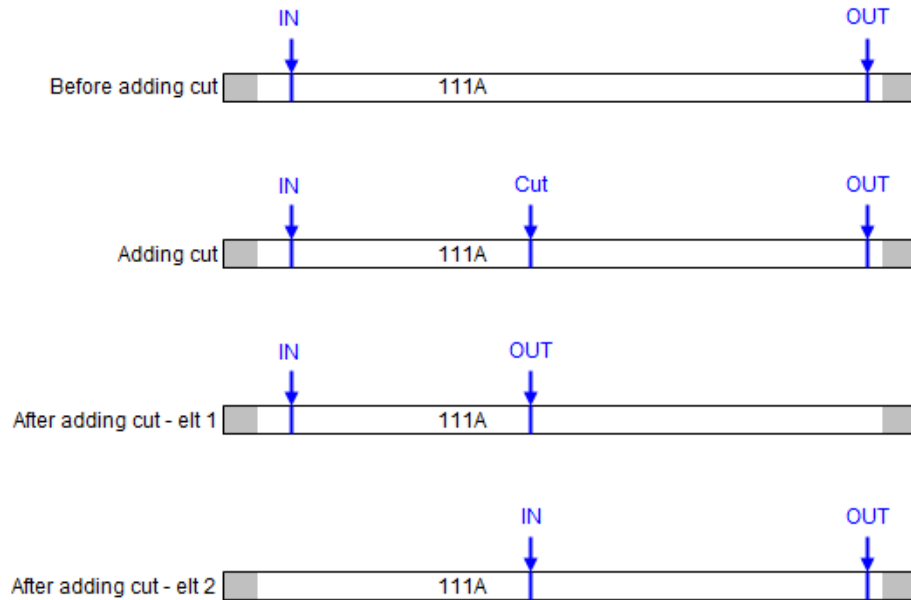 IN OUT
Before adding cut 111A
IN Cut OUT
Adding cut 111A
IN OUT
After adding cut - elt 1 111A
IN OUT
After adding cut - elt 2 111A